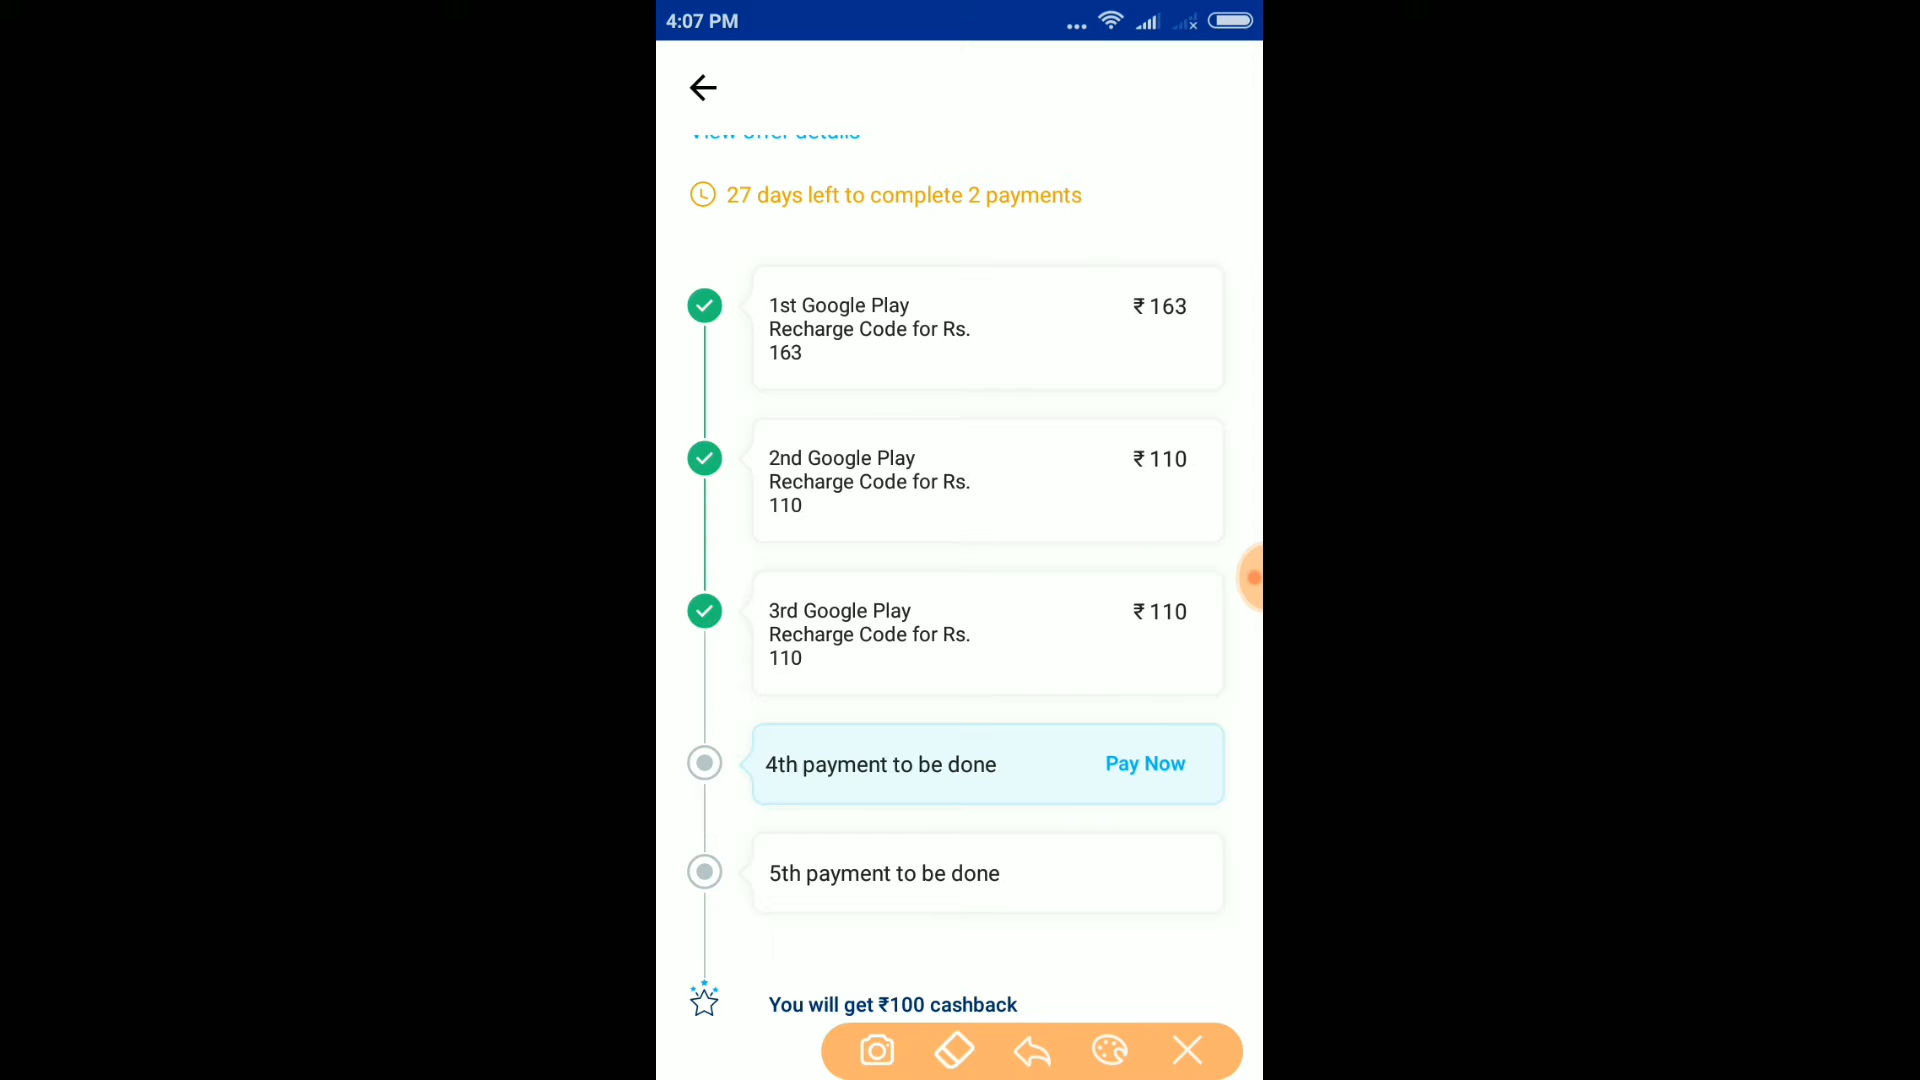 4:07 PM
View offer details
27 days left to complete 2 payments
1st Google Play
Recharge Code for Rs.
163
₹ 163
2nd Google Play
Recharge Code for Rs.
110
₹ 110
3rd Google Play
Recharge Code for Rs.
110
₹ 110
4th payment to be done
Pay Now
5th payment to be done
You will get ₹100 cashback